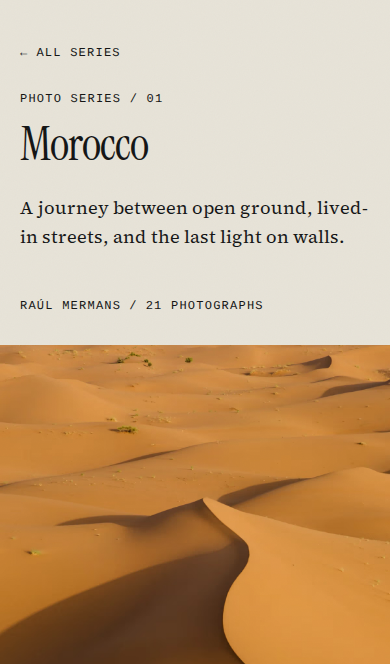 ← ALL SERIES
PHOTO SERIES / 01
Morocco
A journey between open ground, lived-
in streets, and the last light on walls.
RAÚL MERMANS / 21 PHOTOGRAPHS